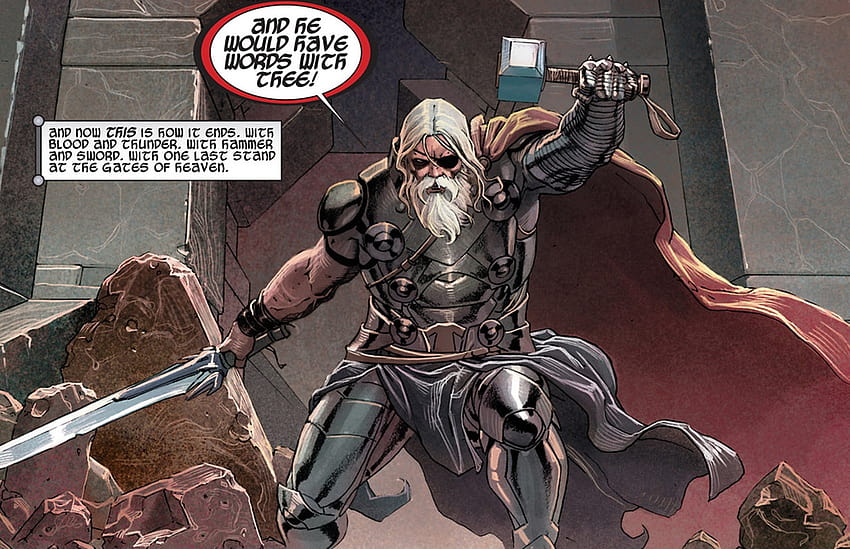 AND HE
WOULD HAVE
WORDS WITH
THEE!
AND NOW THIS IS HOW IT ENDS. WITH
BLOOD AND THUNDER. WITH HAMMER
AND SWORD. WITH ONE LAST STAND
AT THE GATES OF HEAVEN.